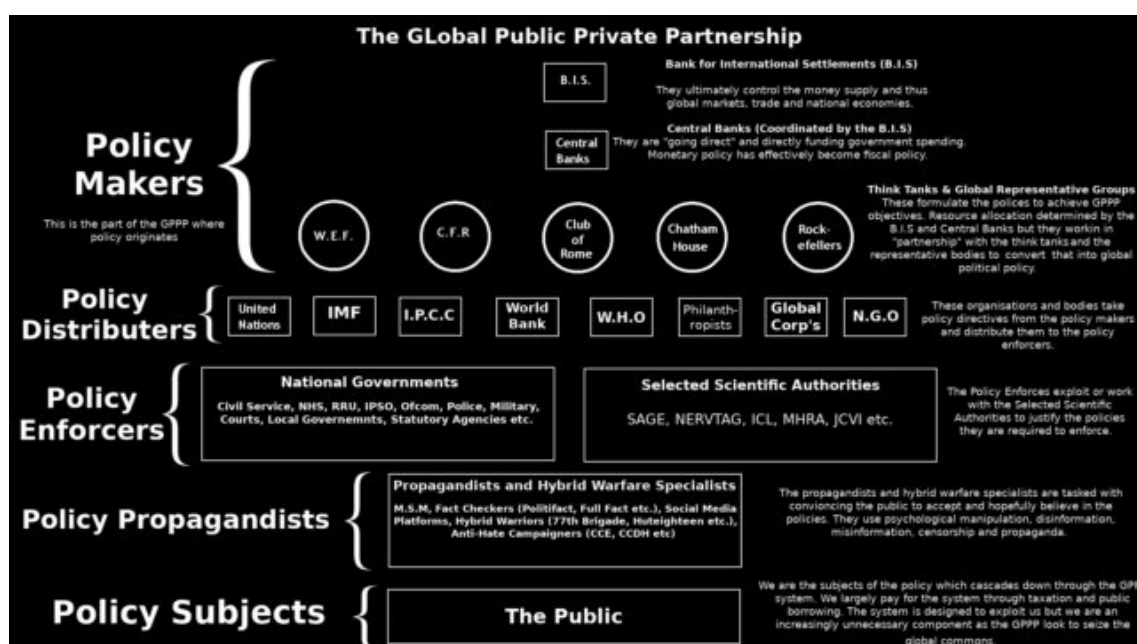 The GLobal Public Private Partnership
Policy
Makers
This is the part of the GPPP where
policy originates
B.I.S.
Bank for International Settlements (B.I.S)
They ultimately control the money supply and thus
global markets, trade and national economies.
Central
Banks
Central Banks (Coordinated by the B.I.S)
They are "going direct" and directly funding government spending.
Monetary policy has effectively become fiscal policy.
W.E.F.
C.F.R
Club
of
Rome
Chatham
House
Rock-
efellers
Think Tanks & Global Representative Groups
These formulate the polices to achieve GPPP
objectives. Resource allocation determined by the
B.I.S and Central Banks but they workin in
"partnership" with the think tanks and the
representative bodies to convert that into global
political policy.
Policy
Distributers
United
Nations
IMF
I.P.C.C
World
Bank
W.H.O
Philanth-
ropists
Global
Corp's
N.G.O
These organisations and bodies take
policy directives from the policy makers
and distribute them to the policy
enforcers.
Policy
Enforcers
National Governments
Civil Service, NHS, RRU, IPSO, Ofcom, Police, Military,
Courts, Local Governemnts, Statutory Agencies etc.
Selected Scientific Authorities
SAGE, NERVTAG, ICL, MHRA, JCVI etc.
The Policy Enforces exploit or work
with the Selected Scientific
Authorities to justify the policies
they are required to enforce.
Policy Propagandists
Propagandists and Hybrid Warfare Specialists
M.S.M, Fact Checkers (Politifact, Full Fact etc.), Social Media
Platforms, Hybrid Warriors (77th Brigade, Huteighteen etc.),
Anti-Hate Campaigners (CCE, CCDH etc)
The propagandists and hybrid warfare specialists are tasked with
convioncing the public to accept and hopefully believe in the
policies. They use psychological manipulation, disinformation,
misinformation, censorship and propaganda.
Policy Subjects
The Public
We are the subjects of the policy which cascades down through the GPP
system. We largely pay for the system through taxation and public
borrowing. The system is designed to exploit us but we are an
increasingly unnecessary component as the GPPP look to seize the
global commons.